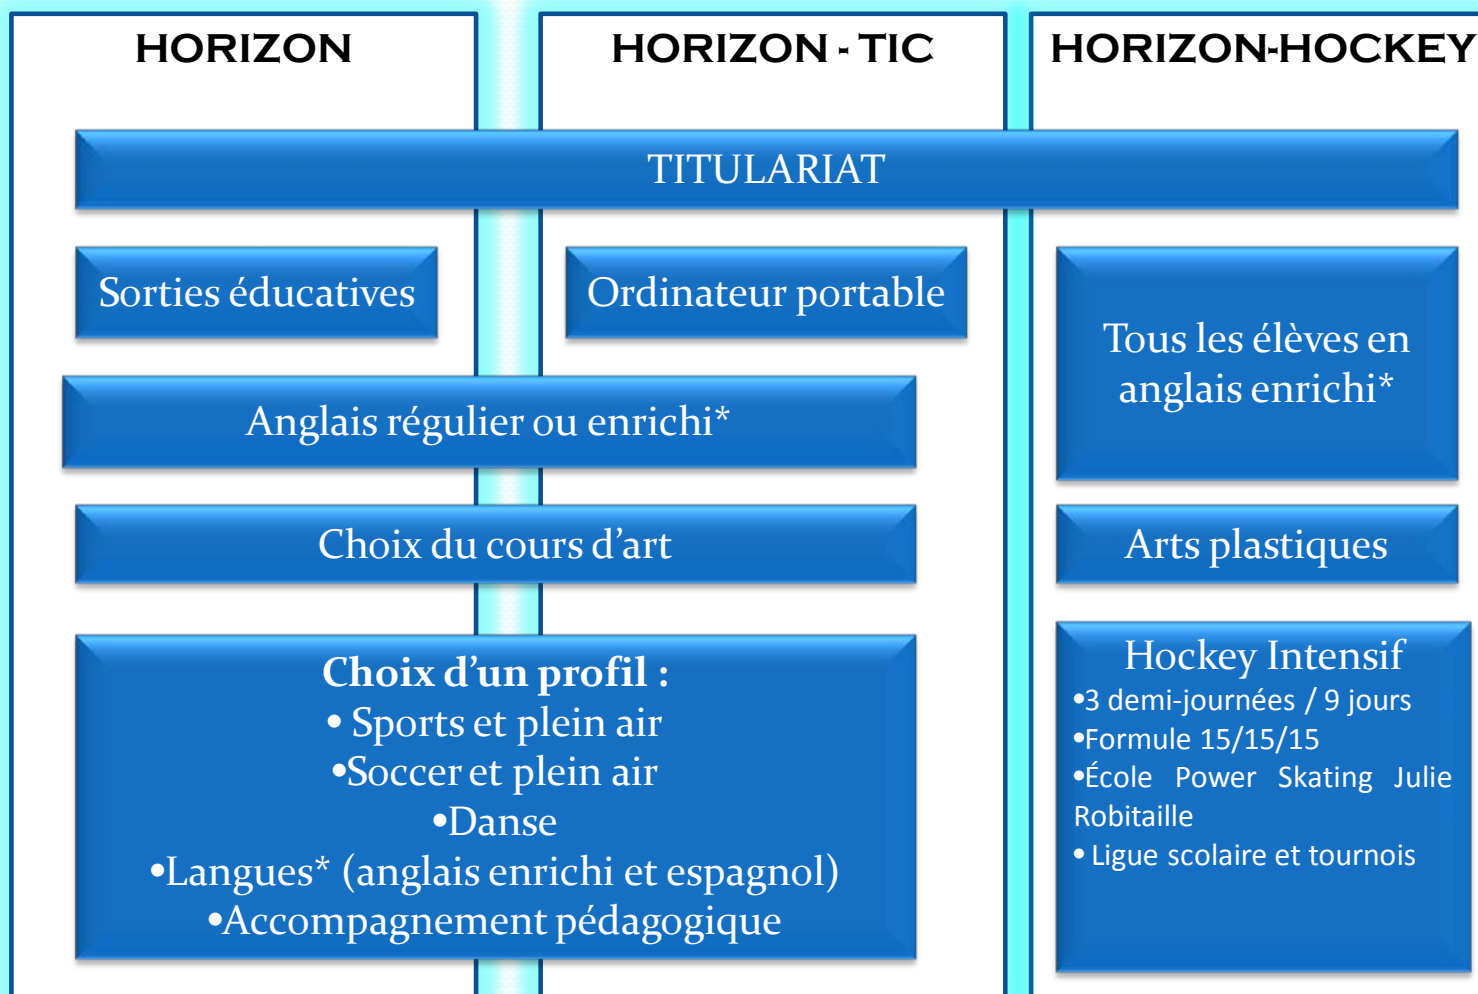 HORIZON
HORIZON - TIC
HORIZON-HOCKEY
TITULARIAT
Sorties éducatives
Ordinateur portable
Tous les élèves en
anglais enrichi*
Anglais régulier ou enrichi*
Choix du cours d'art
Arts plastiques
Choix d'un profil :
• Sports et plein air
•Soccer et plein air
•Danse
•Langues* (anglais enrichi et espagnol)
•Accompagnement pédagogique
Hockey Intensif
•3 demi-journées / 9 jours
•Formule 15/15/15
•École Power Skating Julie
Robitaille
• Ligue scolaire et tournois